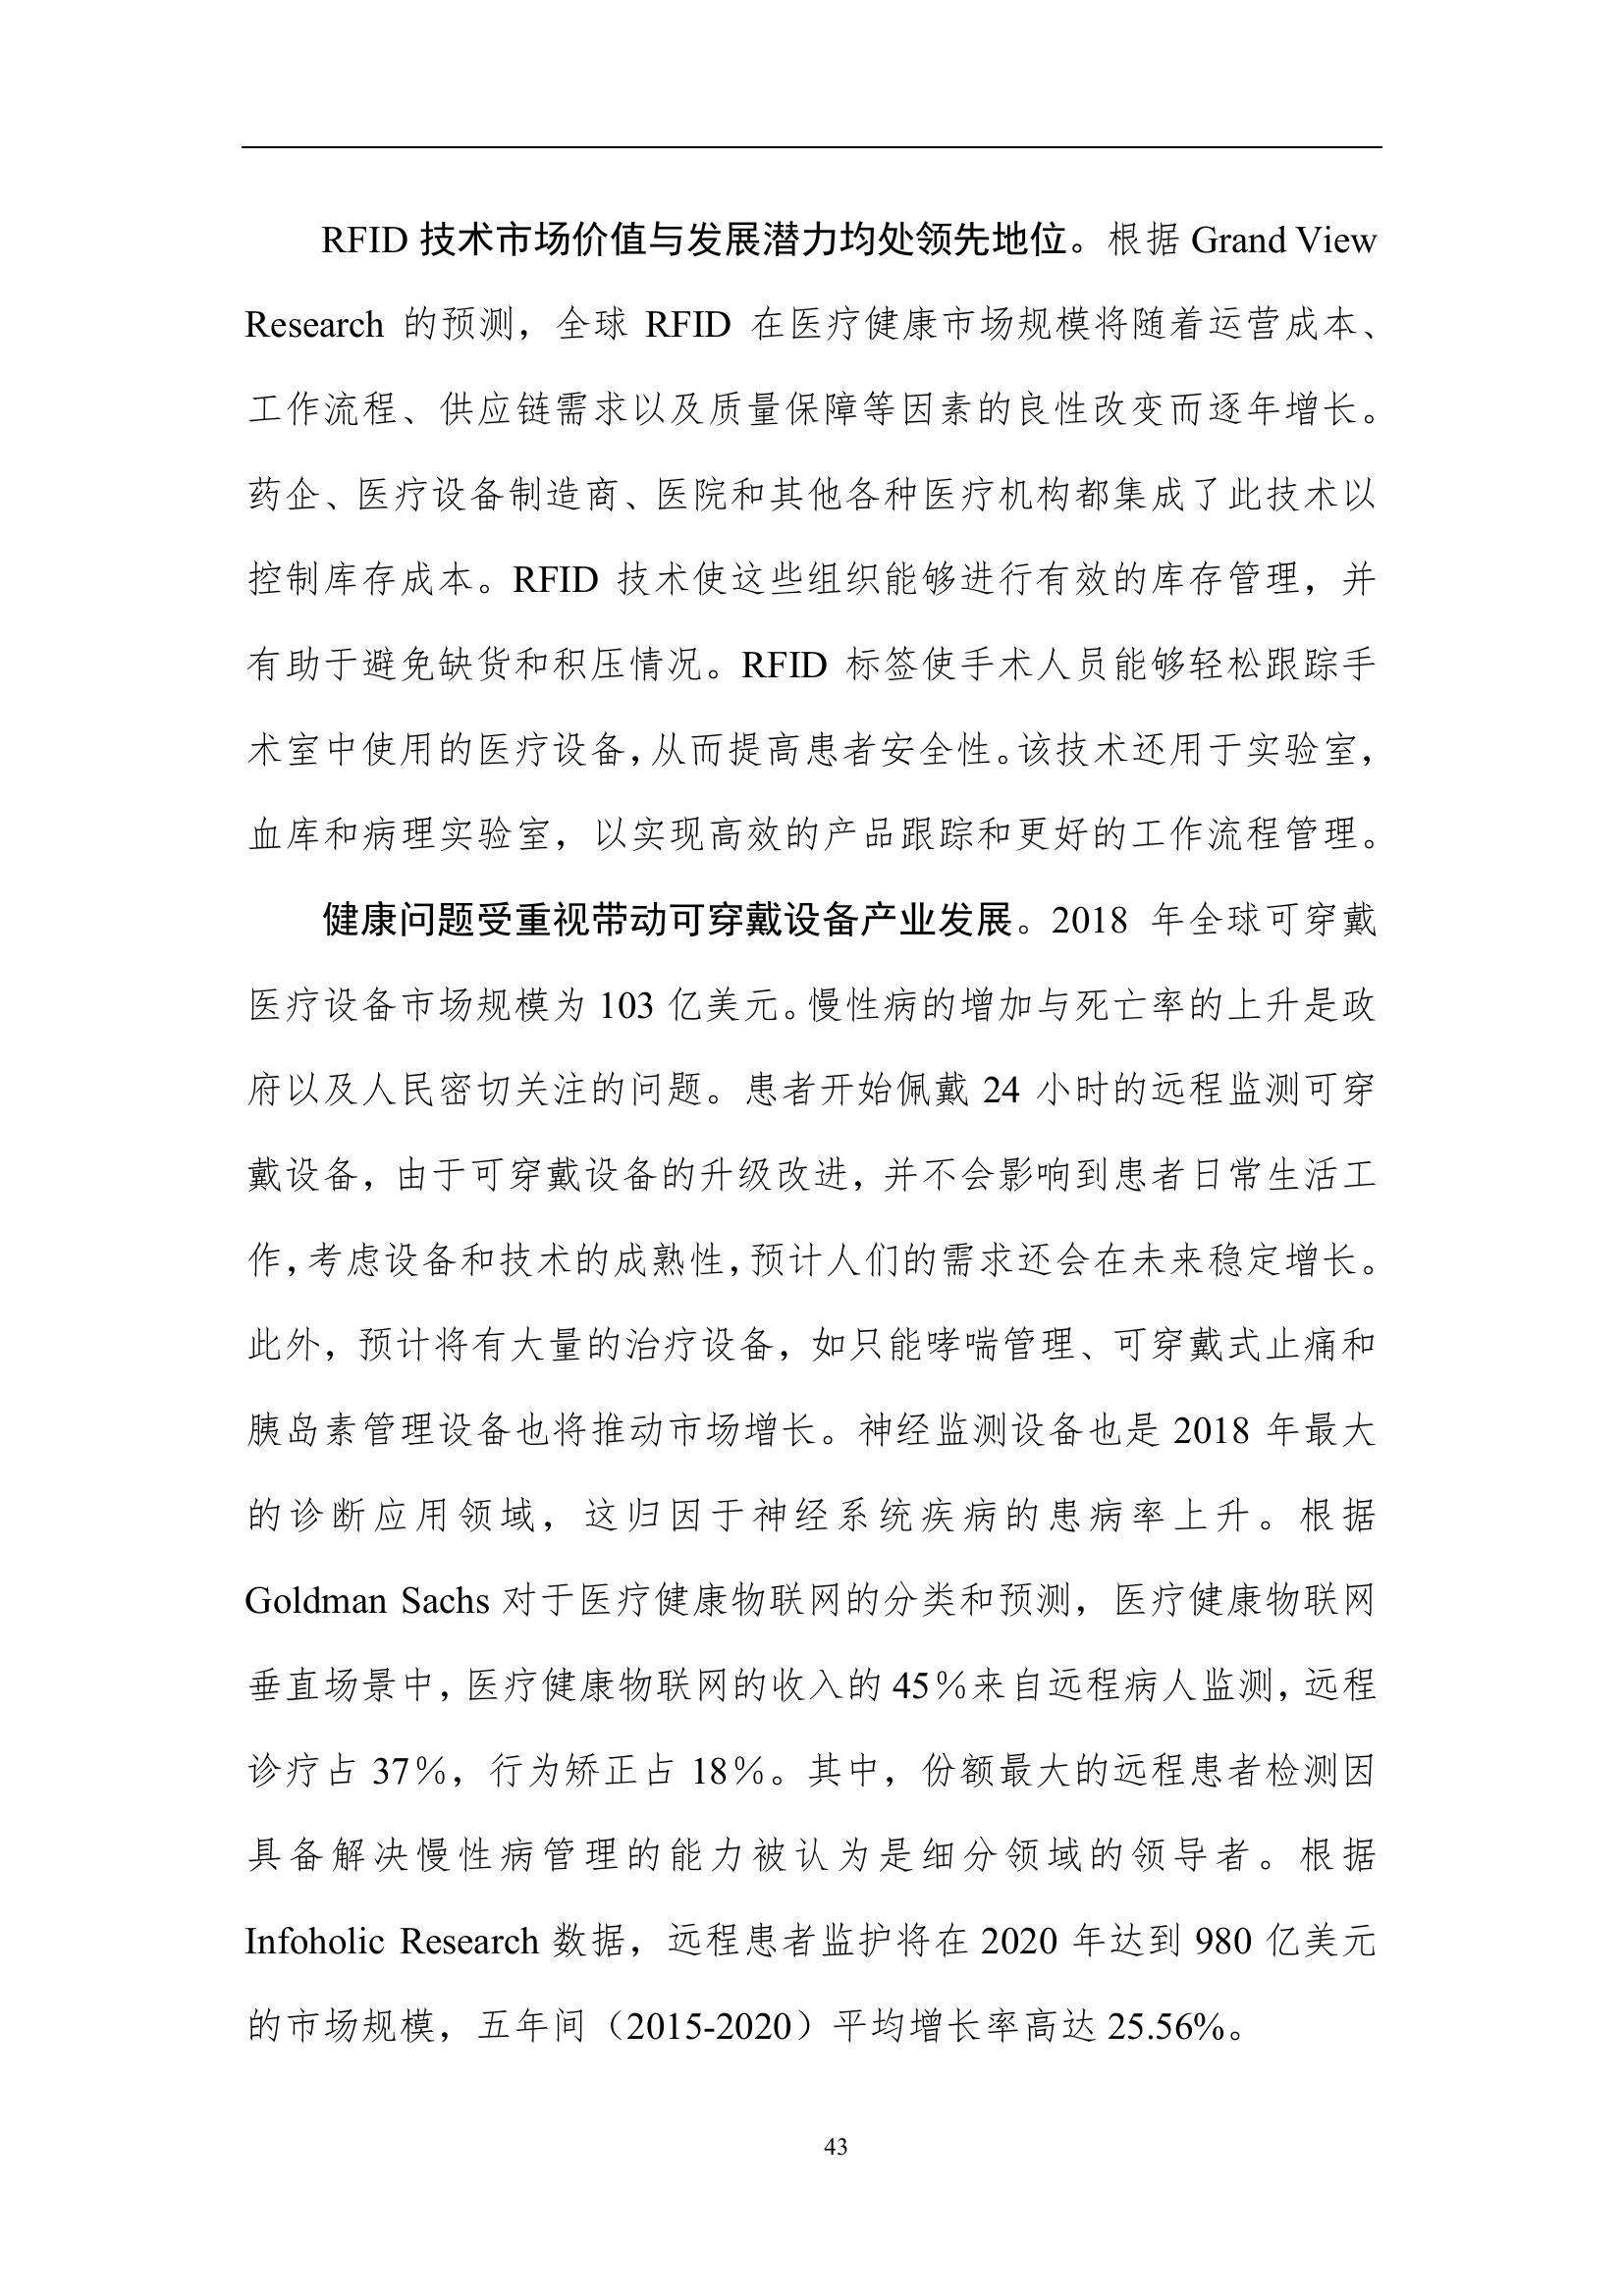 RFID 技术市场价值与发展潜力均处领先地位。根据 Grand View
Research 的预测，全球 RFID 在医疗健康市场规模将随着运营成本、
工作流程、供应链需求以及质量保障等因素的良性改变而逐年增长。
药企、医疗设备制造商、医院和其他各种医疗机构都集成了此技术以
控制库存成本。RFID 技术使这些组织能够进行有效的库存管理，并
有助于避免缺货和积压情况。RFID 标签使手术人员能够轻松跟踪手
术室中使用的医疗设备，从而提高患者安全性。该技术还用于实验室，
血库和病理实验室，以实现高效的产品跟踪和更好的工作流程管理。
健康问题受重视带动可穿戴设备产业发展。2018 年全球可穿戴
医疗设备市场规模为 103 亿美元。慢性病的增加与死亡率的上升是政
府以及人民密切关注的问题。患者开始佩戴 24 小时的远程监测可穿
戴设备，由于可穿戴设备的升级改进，并不会影响到患者日常生活工
作，考虑设备和技术的成熟性，预计人们的需求还会在未来稳定增长。
此外，预计将有大量的治疗设备，如只能哮喘管理、可穿戴式止痛和
胰岛素管理设备也将推动市场增长。神经监测设备也是 2018 年最大
的诊断应用领域，这归因于神经系统疾病的患病率上升。根据
Goldman Sachs 对于医疗健康物联网的分类和预测，医疗健康物联网
垂直场景中，医疗健康物联网的收入的 45％来自远程病人监测，远程
诊疗占 37％，行为矫正占 18％。其中，份额最大的远程患者检测因
具备解决慢性病管理的能力被认为是细分领域的领导者。根据
Infoholic Research 数据，远程患者监护将在 2020 年达到 980 亿美元
的市场规模，五年间（2015-2020）平均增长率高达 25.56%。
43